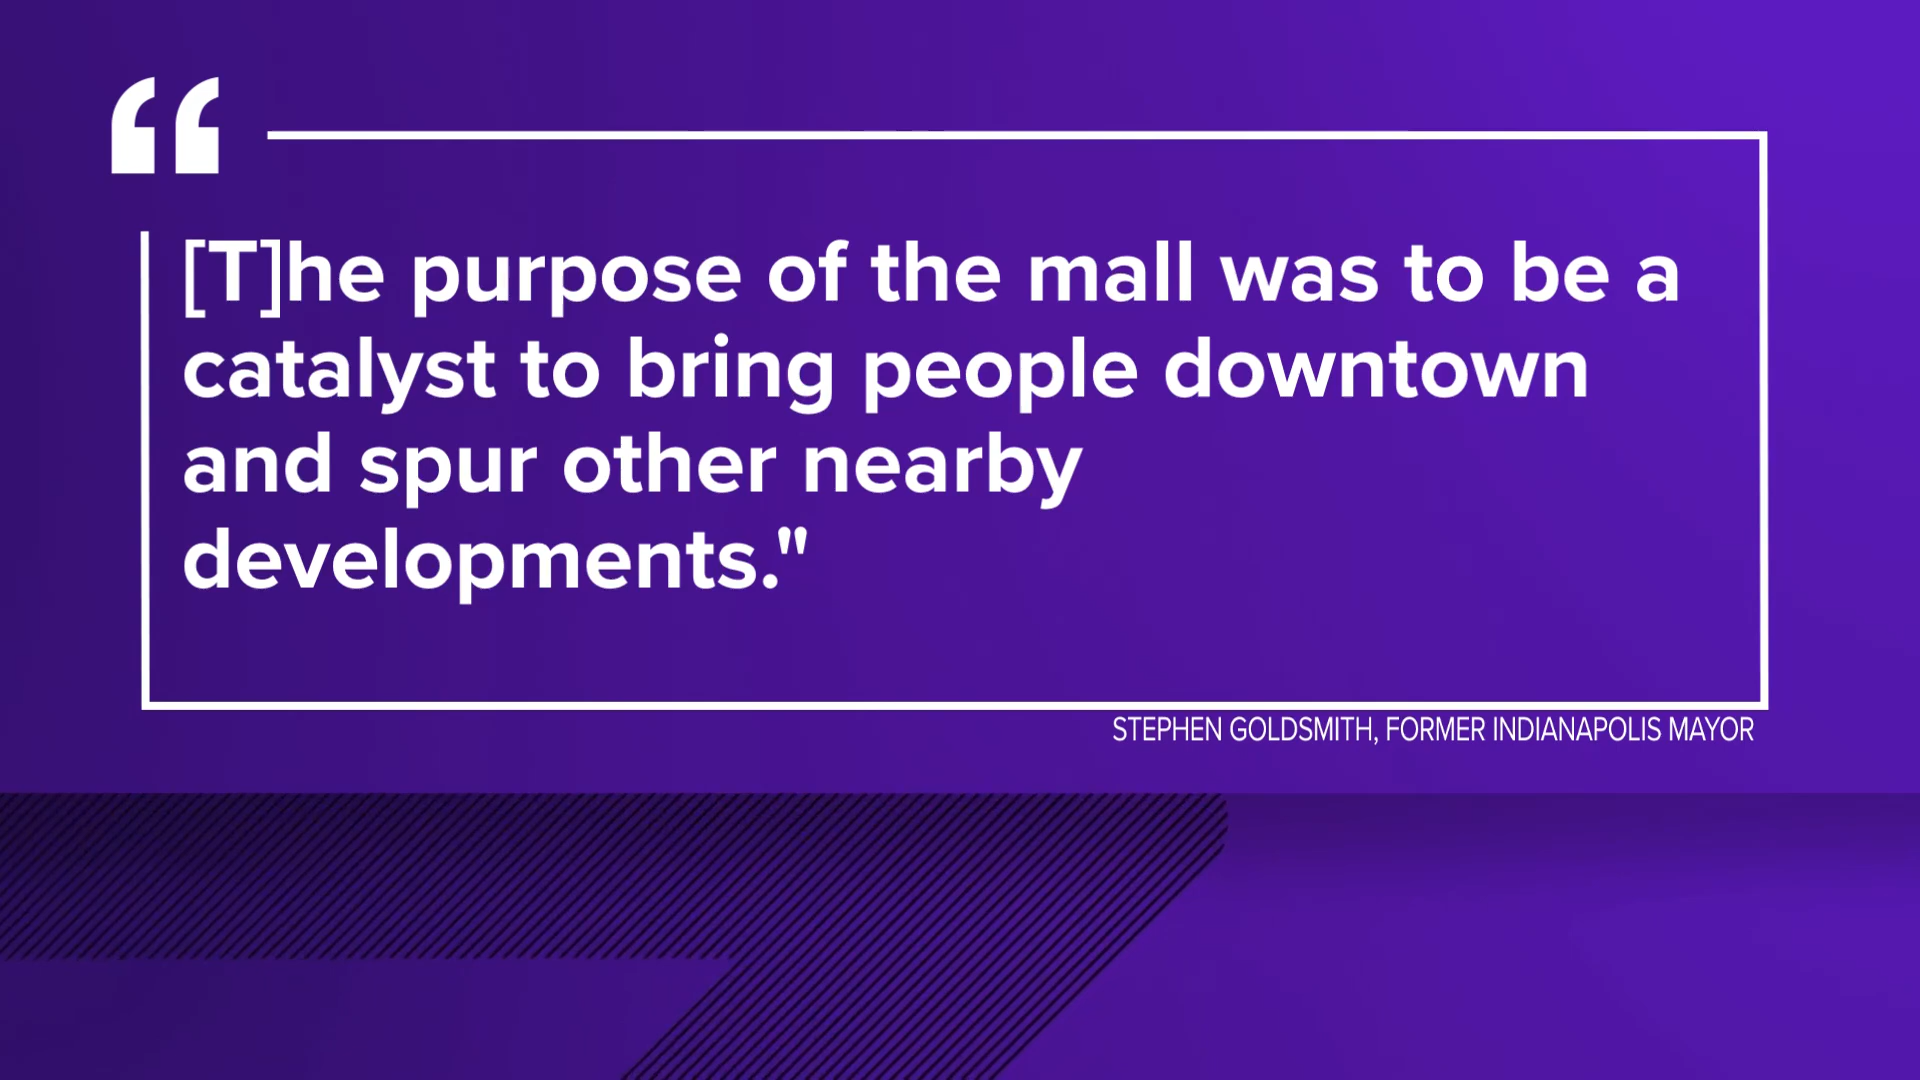 “
[T]he purpose of the mall was to be a
catalyst to bring people downtown
and spur other nearby
developments."
STEPHEN GOLDSMITH, FORMER INDIANAPOLIS MAYOR